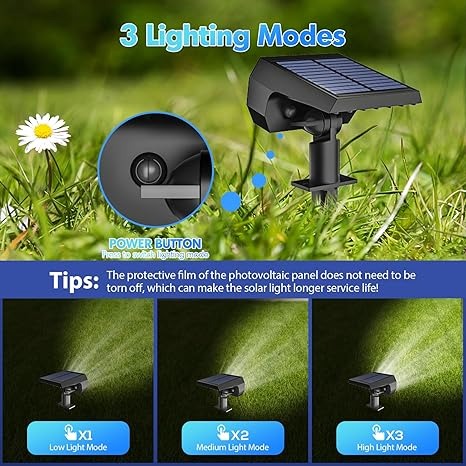 3 Lighting Modes
POWER BUTTON
Press to switch lighting mode
Tips: The protective film of the photovoltaic panel does not need to be
torn off, which can make the solar light longer service life!
X1
Low Light Mode
X2
Medium Light Mode
X3
High Light Mode